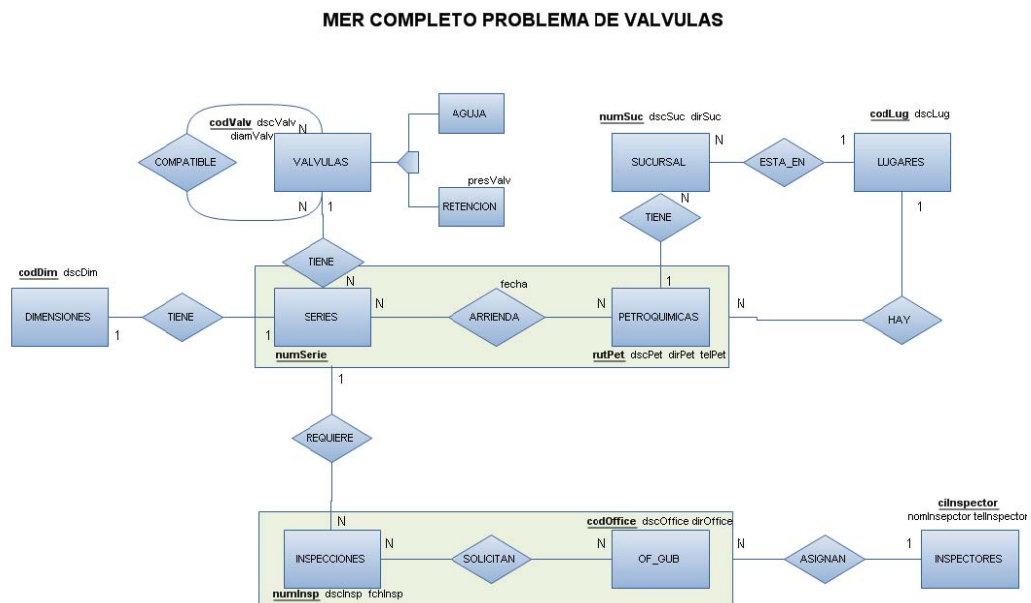 MER COMPLETO PROBLEMA DE VALVULAS
codValv dscValv
diamValv
N
COMPATIBLE
VALVULAS
N
1
AGUJA
presValv
RETENCION
numSuc dscSuc dirSuc
SUCURSAL
N
ESTA_EN
1
codLug dscLug
LUGARES
N
1
TIENE
TIENE
codDim dscDim
DIMENSIONES
1
TIENE
1
N
SERIES
N
numSerie
fecha
ARRIENDA
N
1
PETROQUIMICAS
N
rutPet dscPet dirPet telPet
HAY
1
REQUIERE
N
INSPECCIONES
N
numInsp dscInsp fchInsp
SOLICITAN
codOffice dscOffice dirOffice
N
OF_GUB
N
ASIGNAN
1
ciInspector
nomInsepctor telInspector
INSPECTORES